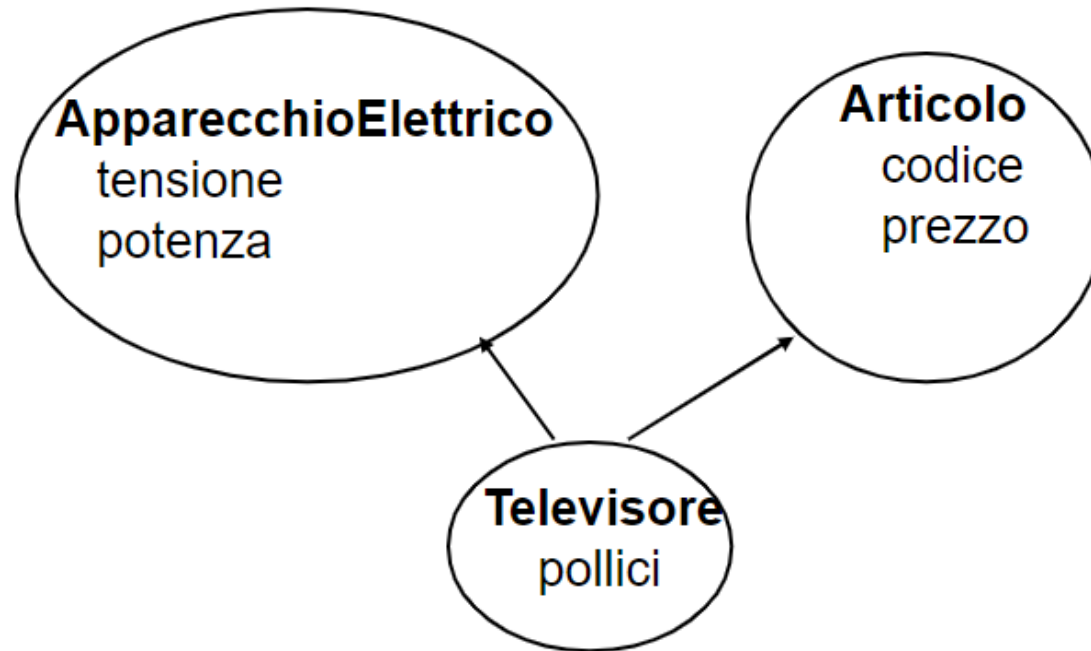 ApparecchioElettrico
tensione
potenza
Articolo
codice
prezzo
Televisore
pollici